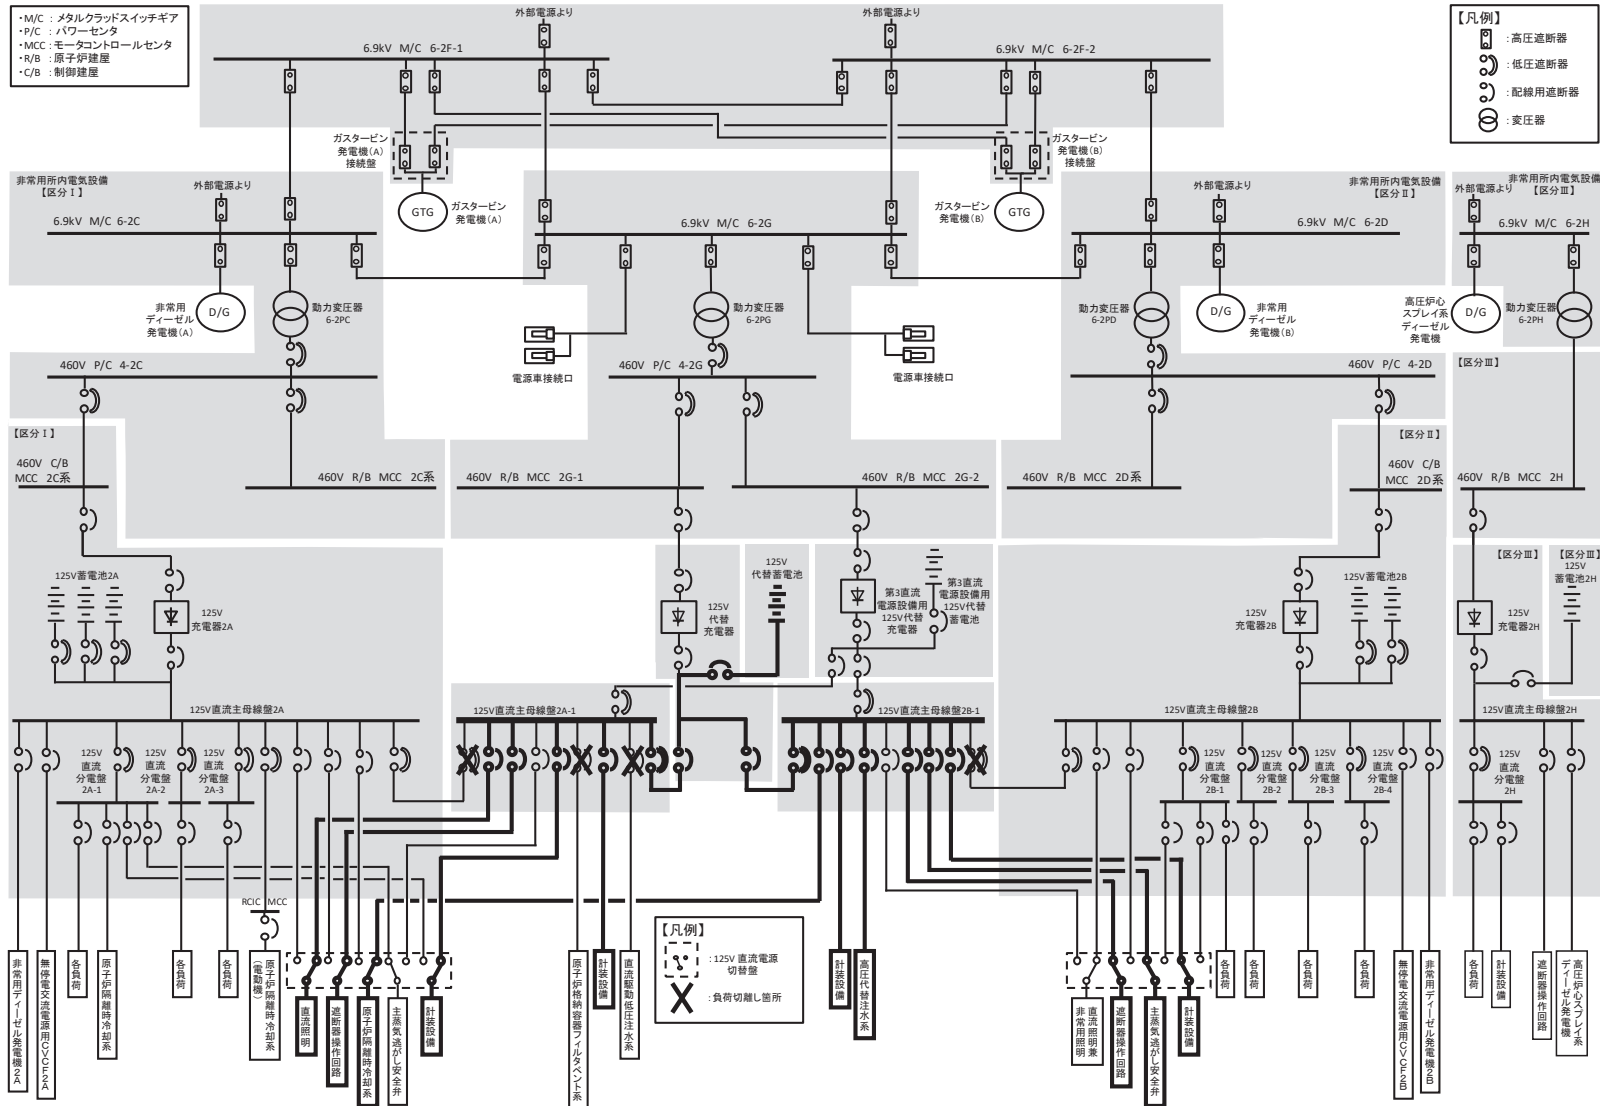 ・M/C ：メタルクラッドスイッチギア
・P/C ：パワーセンタ
・MCC：モータコントロールセンタ
・R/B ：原子炉建屋
・C/B ：制御建屋
外部電源より
外部電源より
6.9kV M/C 6-2F-1
6.9kV M/C 6-2F-2
【凡例】
：高圧遮断器
：低圧遮断器
：配線用遮断器
：変圧器
ガスタービン
発電機(A)
接続盤
ガスタービン
発電機(B)
接続盤
GTG
ガスタービン
発電機(A)
ガスタービン
発電機(B)
GTG
非常用所内電気設備
【区分Ⅰ】
外部電源より
6.9kV M/C 6-2C
6.9kV M/C 6-2G
外部電源より
非常用所内電気設備
【区分Ⅱ】
6.9kV M/C 6-2D
非常用所内電気設備
外部電源より
【区分Ⅲ】
6.9kV M/C 6-2H
非常用
ディーゼル
発電機(A)
D/G
動力変圧器
6-2PC
動力変圧器
6-2PG
動力変圧器
6-2PD
D/G
非常用
ディーゼル
発電機(B)
高圧炉心
スプレイ系
ディーゼル
発電機
D/G
動力変圧器
6-2PH
電源車接続口
電源車接続口
460V P/C 4-2C
460V P/C 4-2G
460V P/C 4-2D
【区分Ⅲ】
【区分Ⅰ】
460V C/B
MCC 2C系
460V R/B MCC 2C系
460V R/B MCC 2G-1
460V R/B MCC 2G-2
460V R/B MCC 2D系
【区分Ⅱ】
460V C/B
MCC 2D系
460V R/B MCC 2H
125V蓄電池2A
125V
充電器2A
125V
代替蓄電池
125V
代替
充電器
第3直流
電源設備用
125V代替
充電器
第3直流
電源設備用
125V代替
蓄電池
125V
充電器2B
125V蓄電池2B
【区分Ⅲ】
125V
充電器2H
【区分Ⅲ】
125V
蓄電池2H
125V直流主母線盤2A
125V直流主母線盤2A-1
125V直流主母線盤2B-1
125V直流主母線盤2B
125V直流主母線盤2H
125V
直流
分電盤
2A-1
125V
直流
分電盤
2A-2
125V
直流
分電盤
2A-3
125V
直流
分電盤
2B-1
125V
直流
分電盤
2B-2
125V
直流
分電盤
2B-3
125V
直流
分電盤
2B-4
125V
直流
分電盤
2H
RCIC MCC
【凡例】
：125V 直流電源
切替盤
：負荷切離し箇所
非常用ディーゼル発電機2A
無停電交流電源用CVCF2A
各負荷
原子炉隔離時冷却系
各負荷
各負荷
原子炉隔離時冷却系
(電動機)
直流照明
遮断器操作回路
原子炉隔離時冷却系
主蒸気逃がし安全弁
計装設備
原子炉格納容器フィルタベント系
計装設備
直流駆動低圧注水系
計装設備
高圧代替注水系
直流照明兼
非常用照明
遮断器操作回路
主蒸気逃がし安全弁
計装設備
各負荷
各負荷
各負荷
各負荷
無停電交流電源用CVCF2B
非常用ディーゼル発電機2B
各負荷
計装設備
遮断器操作回路
高圧炉心スプレイ系
ディーゼル発電機